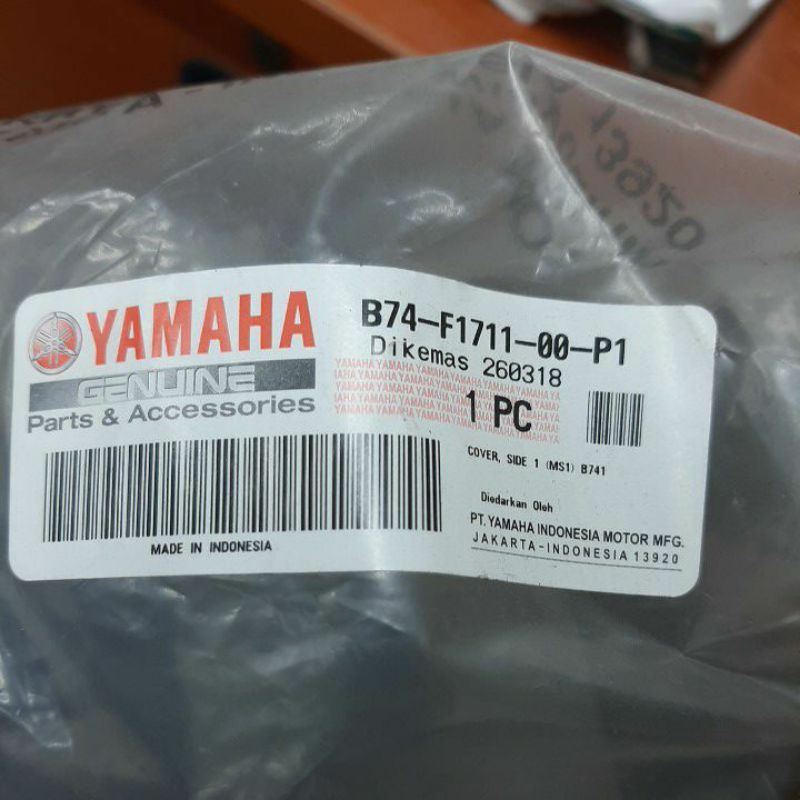 YAMAHA
GENUINE
Parts & Accessories
B74-F1711-00-P1
Dikemas 260318
1 PC
COVER, SIDE 1 (MS1) B741
Diedarkan Oleh
PT. YAMAHA INDONESIA MOTOR MFG.
JAKARTA-INDONESIA 13920
MADE IN INDONESIA
13920